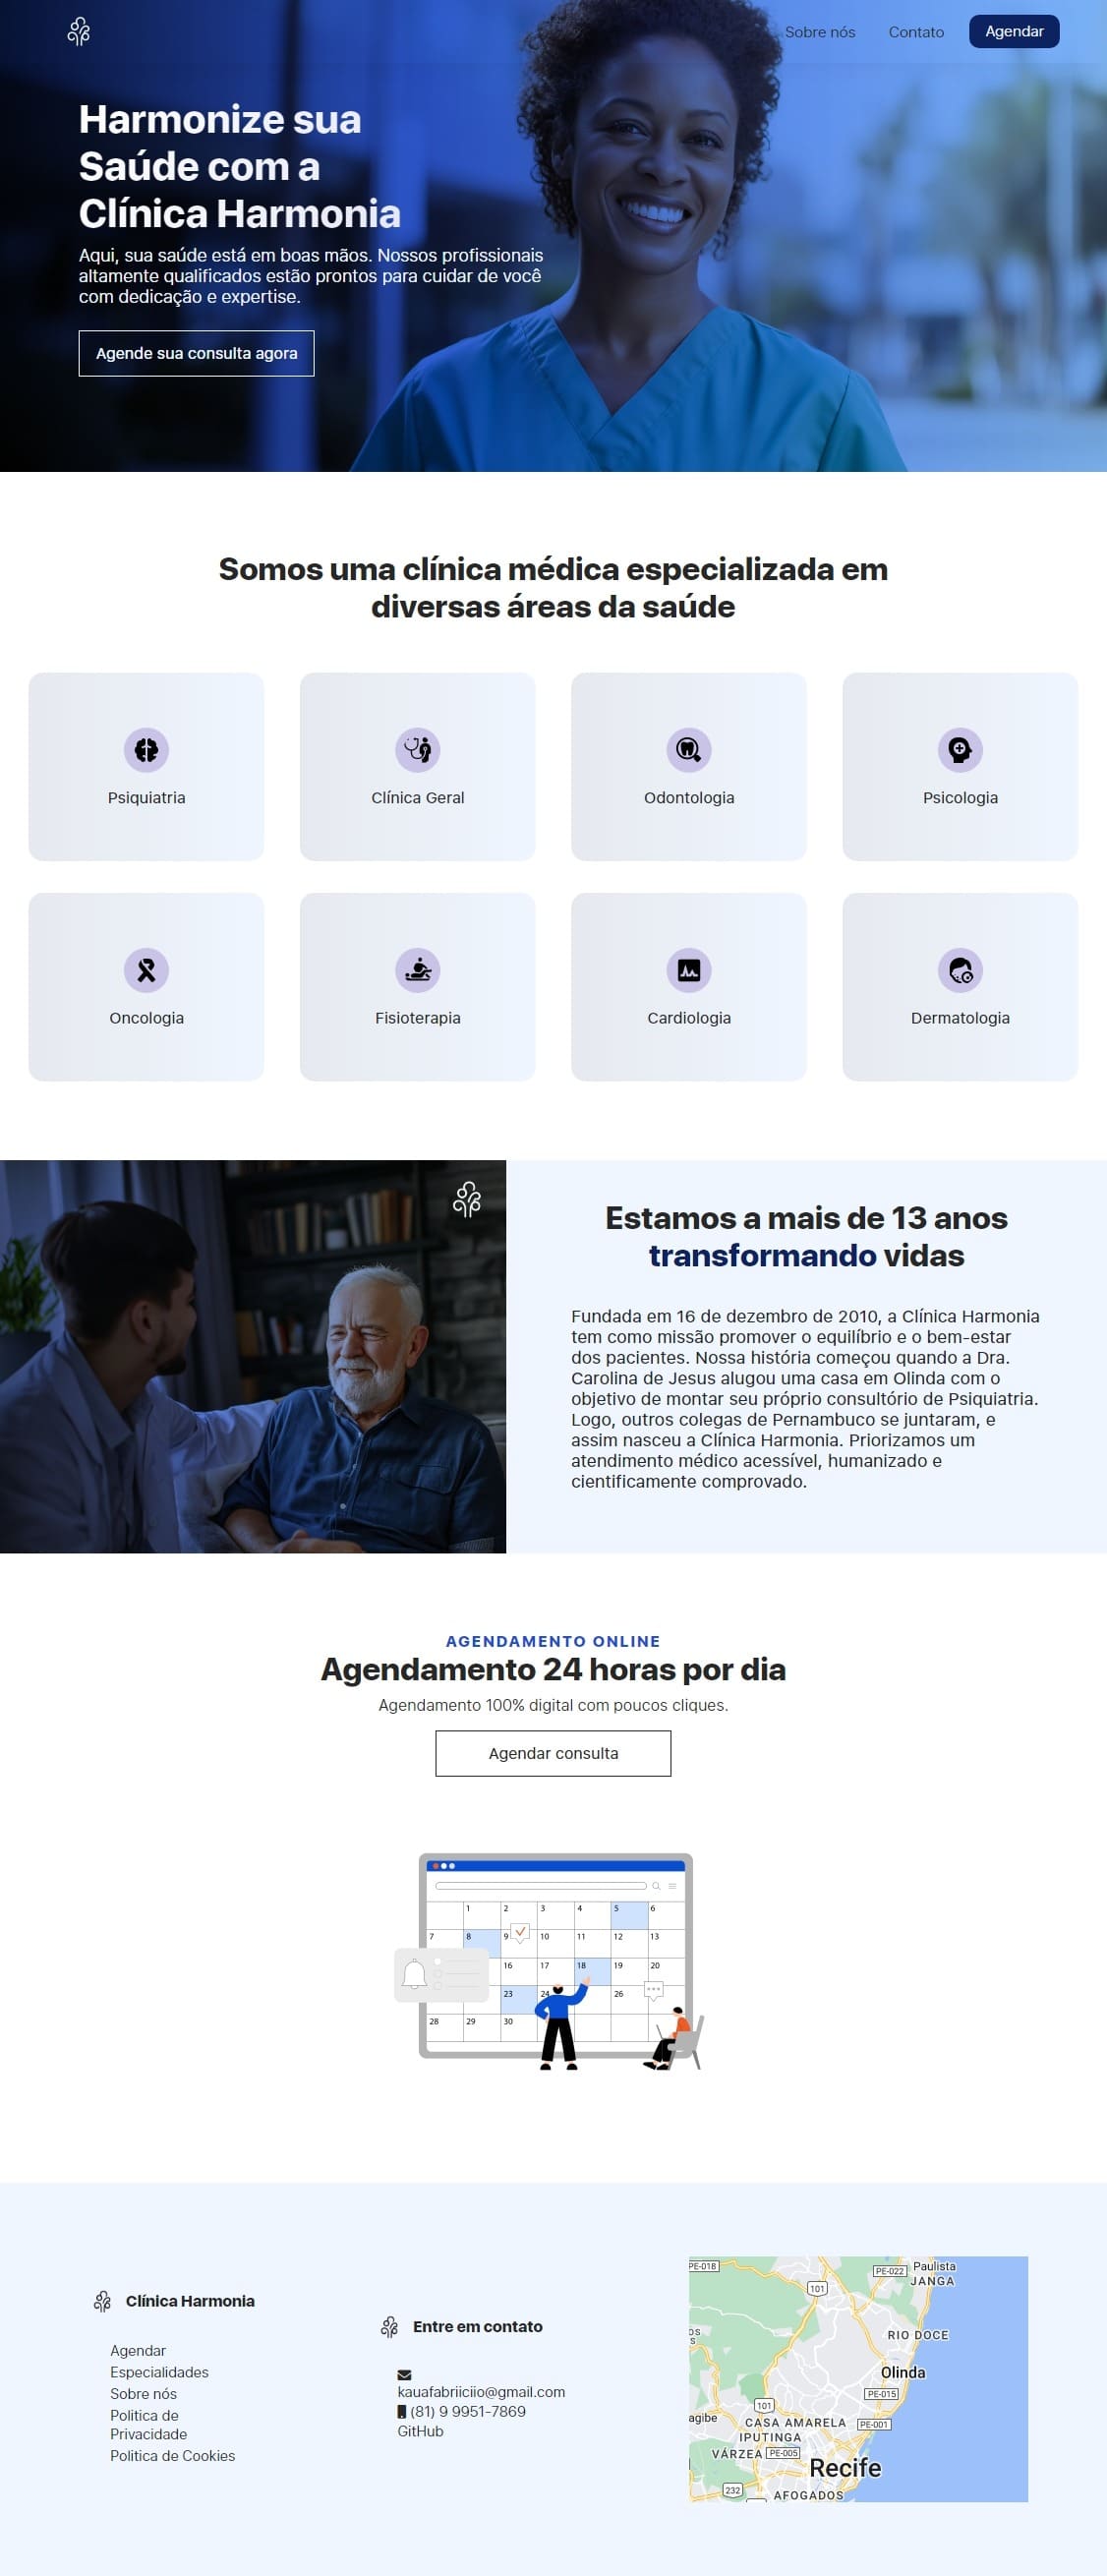 Sobre nós
Contato
Agendar
Harmonize sua
Saúde com a
Clínica Harmonia
Aqui, sua saúde está em boas mãos. Nossos profissionais
altamente qualificados estão prontos para cuidar de você
com dedicação e expertise.
Agende sua consulta agora
Somos uma clínica médica especializada em
diversas áreas da saúde
Psiquiatria
Clínica Geral
Odontologia
Psicologia
Oncologia
Fisioterapia
Cardiologia
Dermatologia
Estamos a mais de 13 anos
transformando vidas
Fundada em 16 de dezembro de 2010, a Clínica Harmonia
tem como missão promover o equilíbrio e o bem-estar
dos pacientes. Nossa história começou quando a Dra.
Carolina de Jesus alugou uma casa em Olinda com o
objetivo de montar seu próprio consultório de Psiquiatria.
Logo, outros colegas de Pernambuco se juntaram, e
assim nasceu a Clínica Harmonia. Priorizamos um
atendimento médico acessível, humanizado e
cientificamente comprovado.
AGENDAMENTO ONLINE
Agendamento 24 horas por dia
Agendamento 100% digital com poucos cliques.
Agendar consulta
1 2 3 4 5 6
7 8 9 10 11 12 13
16 17 18 19 20
23 24 26
28 29 30
Clínica Harmonia
Agendar
Especialidades
Sobre nós
Politica de
Privacidade
Politica de Cookies
Entre em contato
kauafabriiciio@gmail.com
(81) 9 9951-7869
GitHub
PE-018
PE-022
Paulista
JANGA
101
RIO DOCE
os
s
Olinda
PE-015
101
agibe
CASA AMARELA
PE-001
IPUTINGA
VÁRZEA
PE-005
Recife
232
AFOGADOS